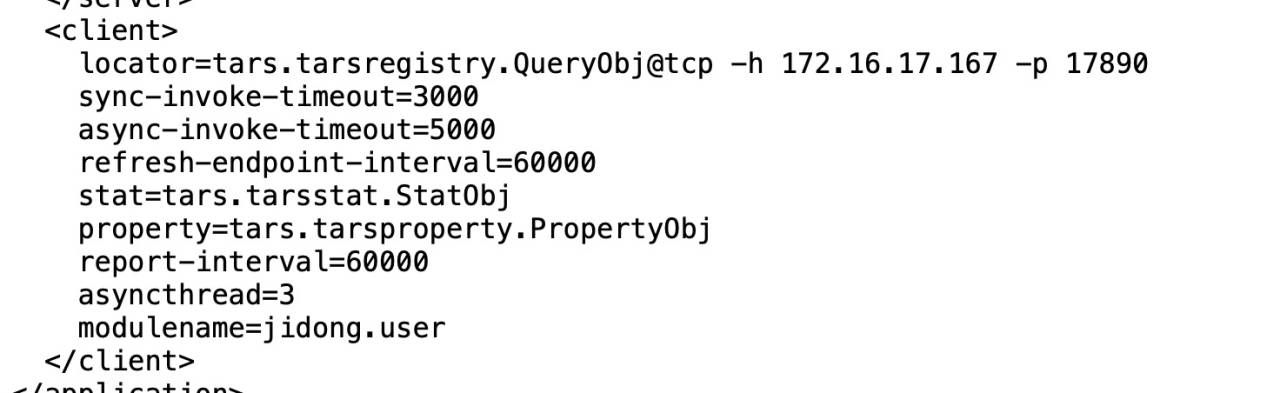 </server>
<client>
locator=tars.tarsregistry.QueryObj@tcp -h 172.16.17.167 -p 17890
sync-invoke-timeout=3000
async-invoke-timeout=5000
refresh-endpoint-interval=60000
stat=tars.tarsstat.StatObj
property=tars.tarsproperty.PropertyObj
report-interval=60000
asyncthread=3
modulename=jidong.user
</client>
</application>